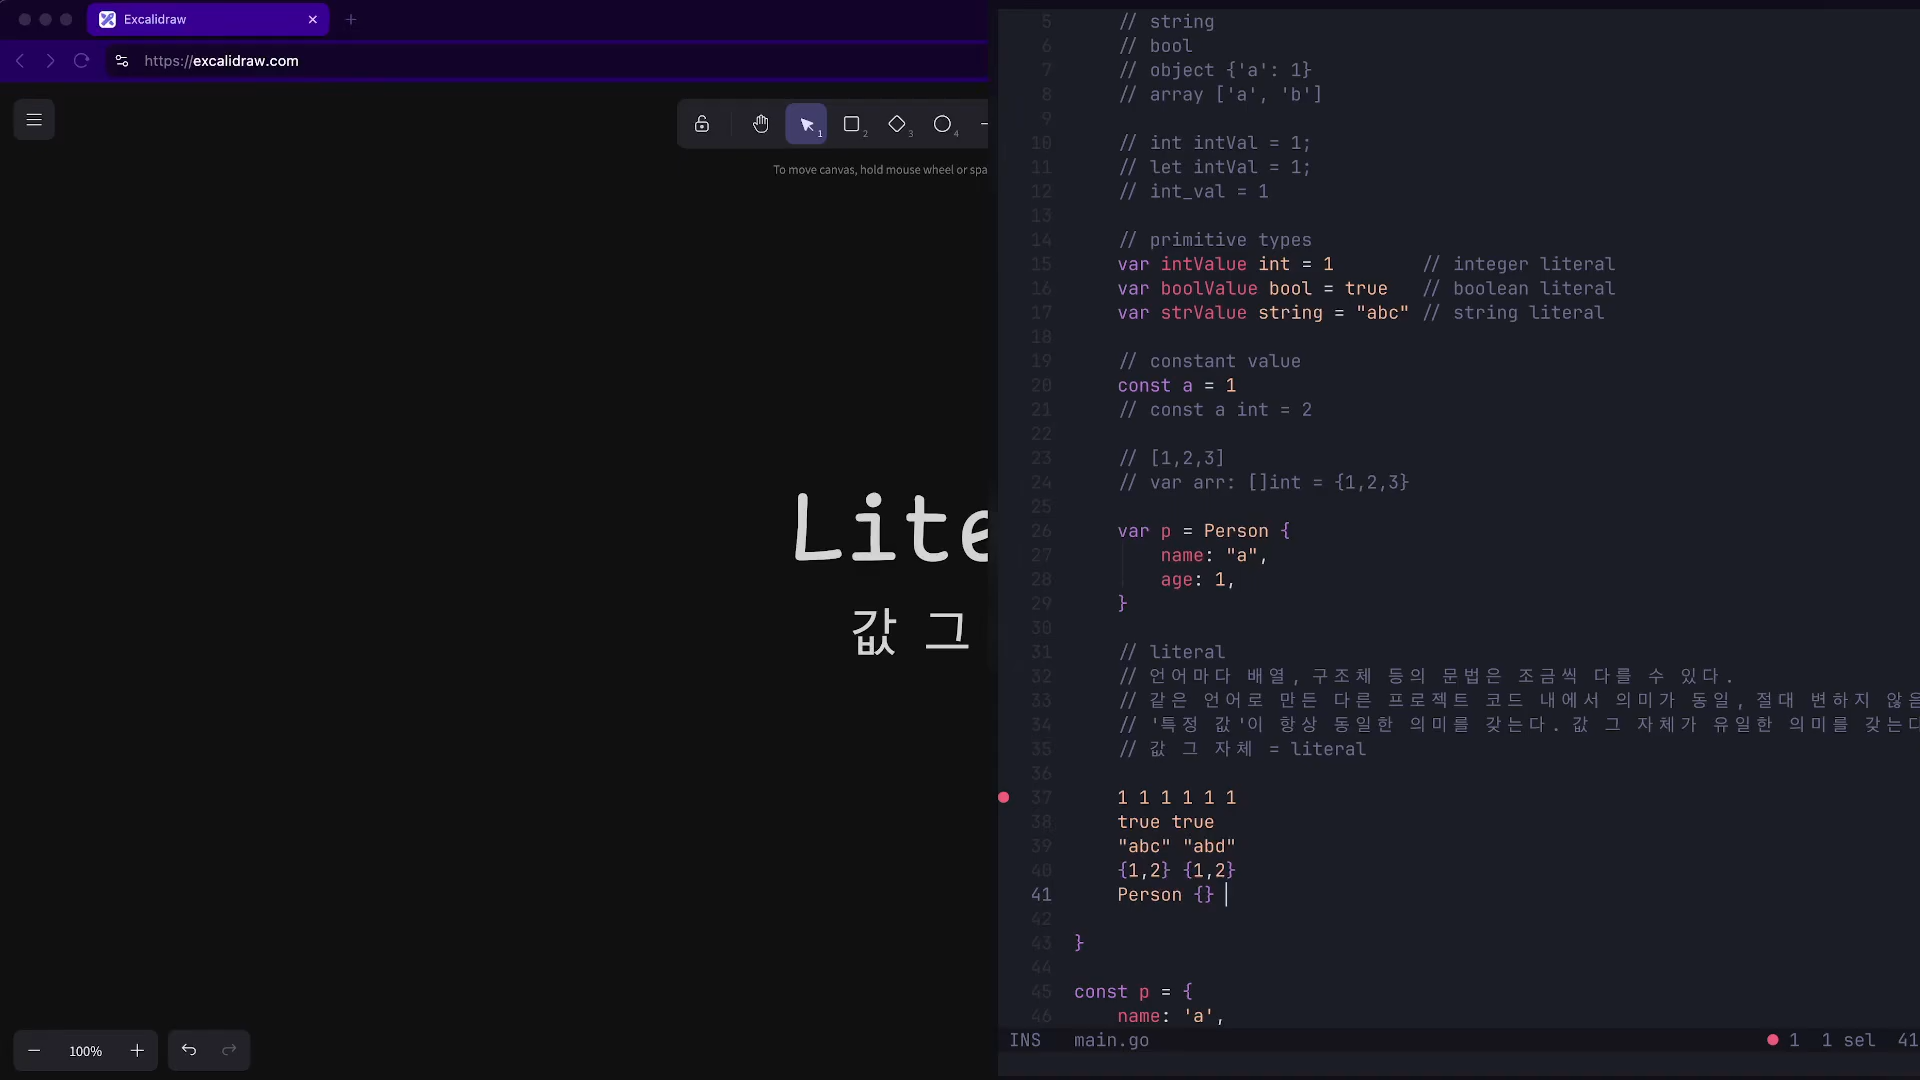 Excalidraw
https://excalidraw.com
1
2
3
4
To move canvas, hold mouse wheel or spa
Lite
값 그
100%
5 // string
6 // bool
7 // object {'a': 1}
8 // array ['a', 'b']
9
10 // int intVal = 1;
11 // let intVal = 1;
12 // int_val = 1
13
14 // primitive types
15 var intValue int = 1 // integer literal
16 var boolValue bool = true // boolean literal
17 var strValue string = "abc" // string literal
18
19 // constant value
20 const a = 1
21 // const a int = 2
22
23 // [1,2,3]
24 // var arr: []int = {1,2,3}
25
26 var p = Person {
27 name: "a",
28 age: 1,
29 }
30
31 // literal
32 // 언어마다 배열, 구조체 등의 문법은 조금씩 다를 수 있다.
33 // 같은 언어로 만든 다른 프로젝트 코드 내에서 의미가 동일, 절대 변하지 않음
34 // '특정 값'이 항상 동일한 의미를 갖는다. 값 그 자체가 유일한 의미를 갖는다
35 // 값 그 자체 = literal
36
37 1 1 1 1 1 1
38 true true
39 "abc" "abd"
40 {1,2} {1,2}
41 Person {}
42
43 }
44
45 const p = {
46 name: 'a',
INS main.go 1 1 sel 41